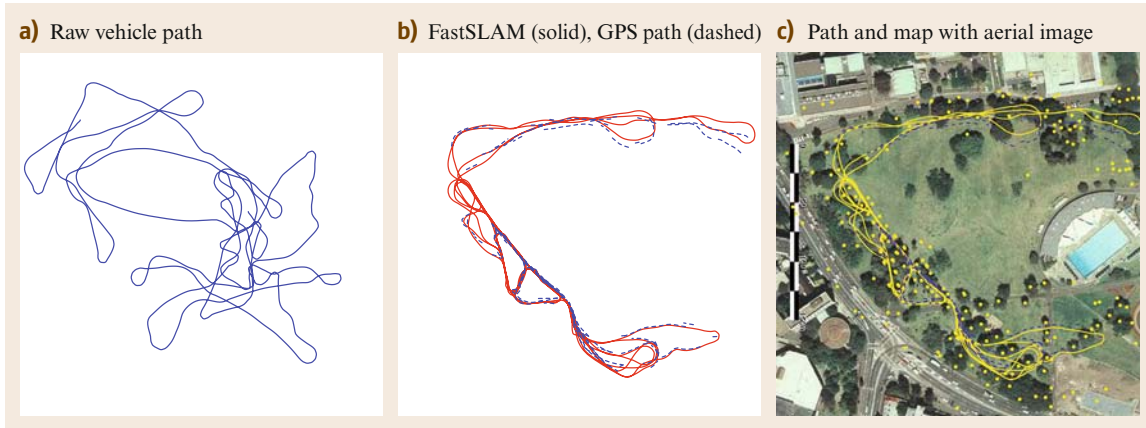 a) Raw vehicle path
b) FastSLAM (solid), GPS path (dashed)
c) Path and map with aerial image